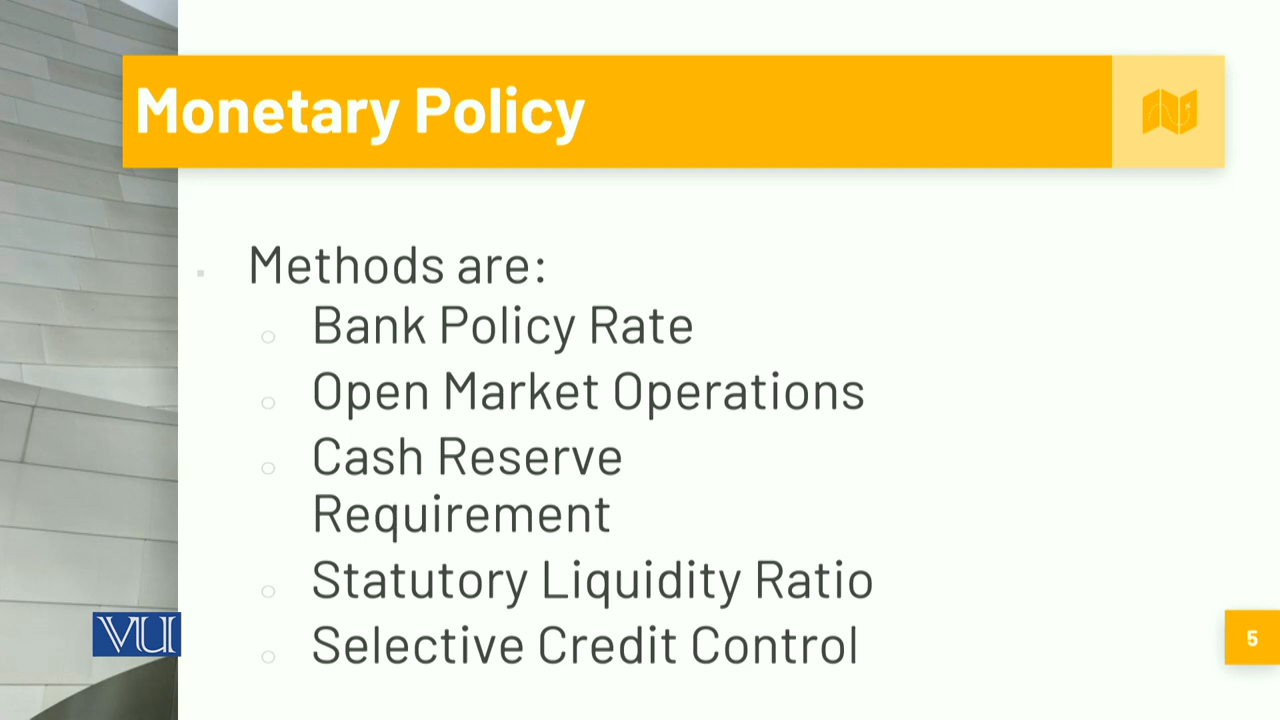 Monetary Policy
Methods are:
Bank Policy Rate
Open Market Operations
Cash Reserve
Requirement
Statutory Liquidity Ratio
Selective Credit Control
VU
5